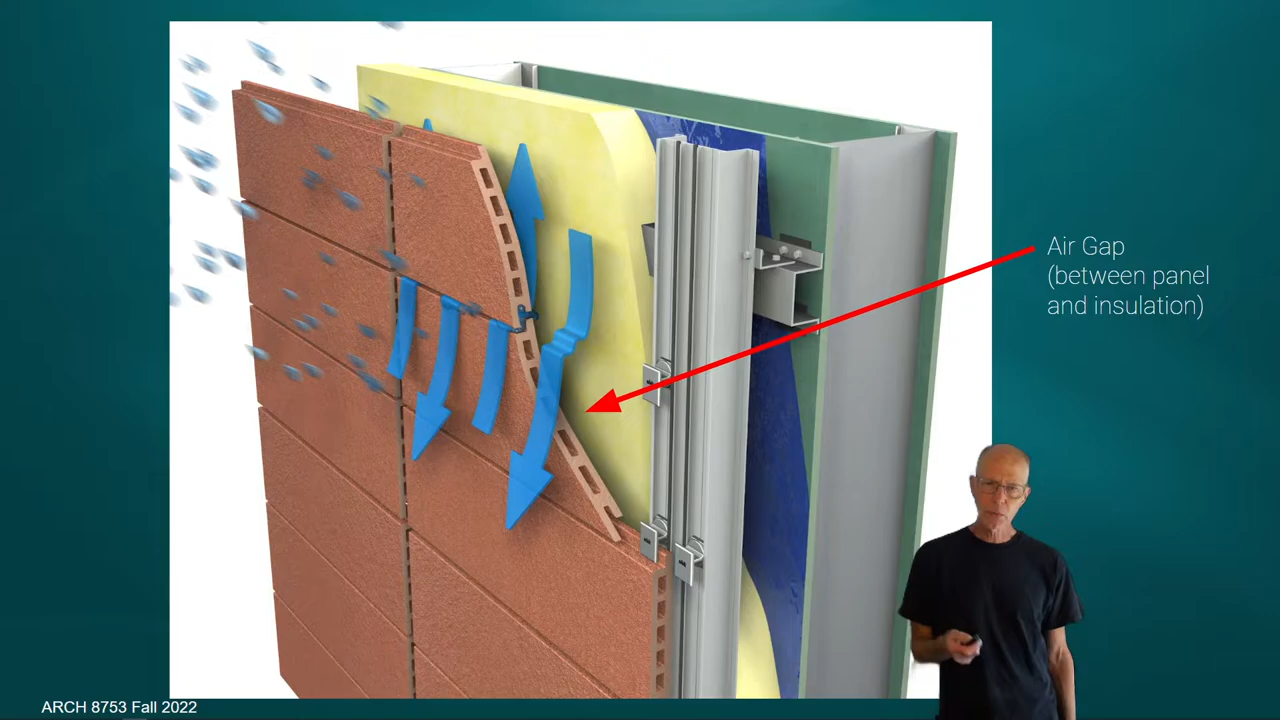 Air Gap
(between panel
and insulation)
ARCH 8753 Fall 2022